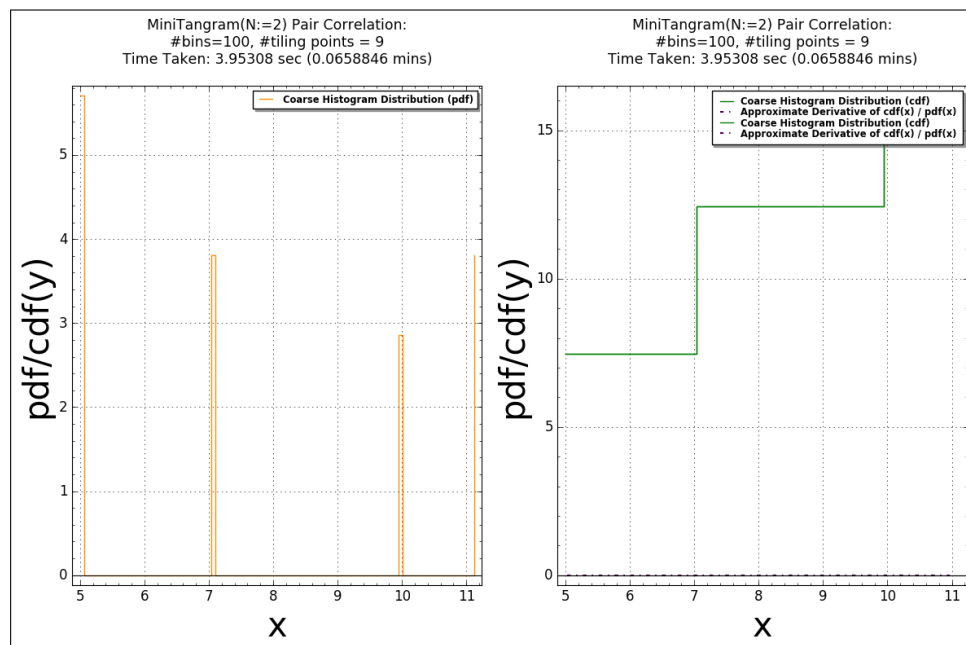 MiniTangram(N:=2) Pair Correlation:
#bins=100, #tiling points = 9
Time Taken: 3.95308 sec (0.0658846 mins)
Coarse Histogram Distribution (pdf)
5
4
3
2
1
0
pdf/cdf(y)
5 6 7 8 9 10 11
x
MiniTangram(N:=2) Pair Correlation:
#bins=100, #tiling points = 9
Time Taken: 3.95308 sec (0.0658846 mins)
Coarse Histogram Distribution (cdf)
Approximate Derivative of cdf(x) / pdf(x)
Coarse Histogram Distribution (cdf)
Approximate Derivative of cdf(x) / pdf(x)
15
10
5
0
pdf/cdf(y)
5 6 7 8 9 10 11
x